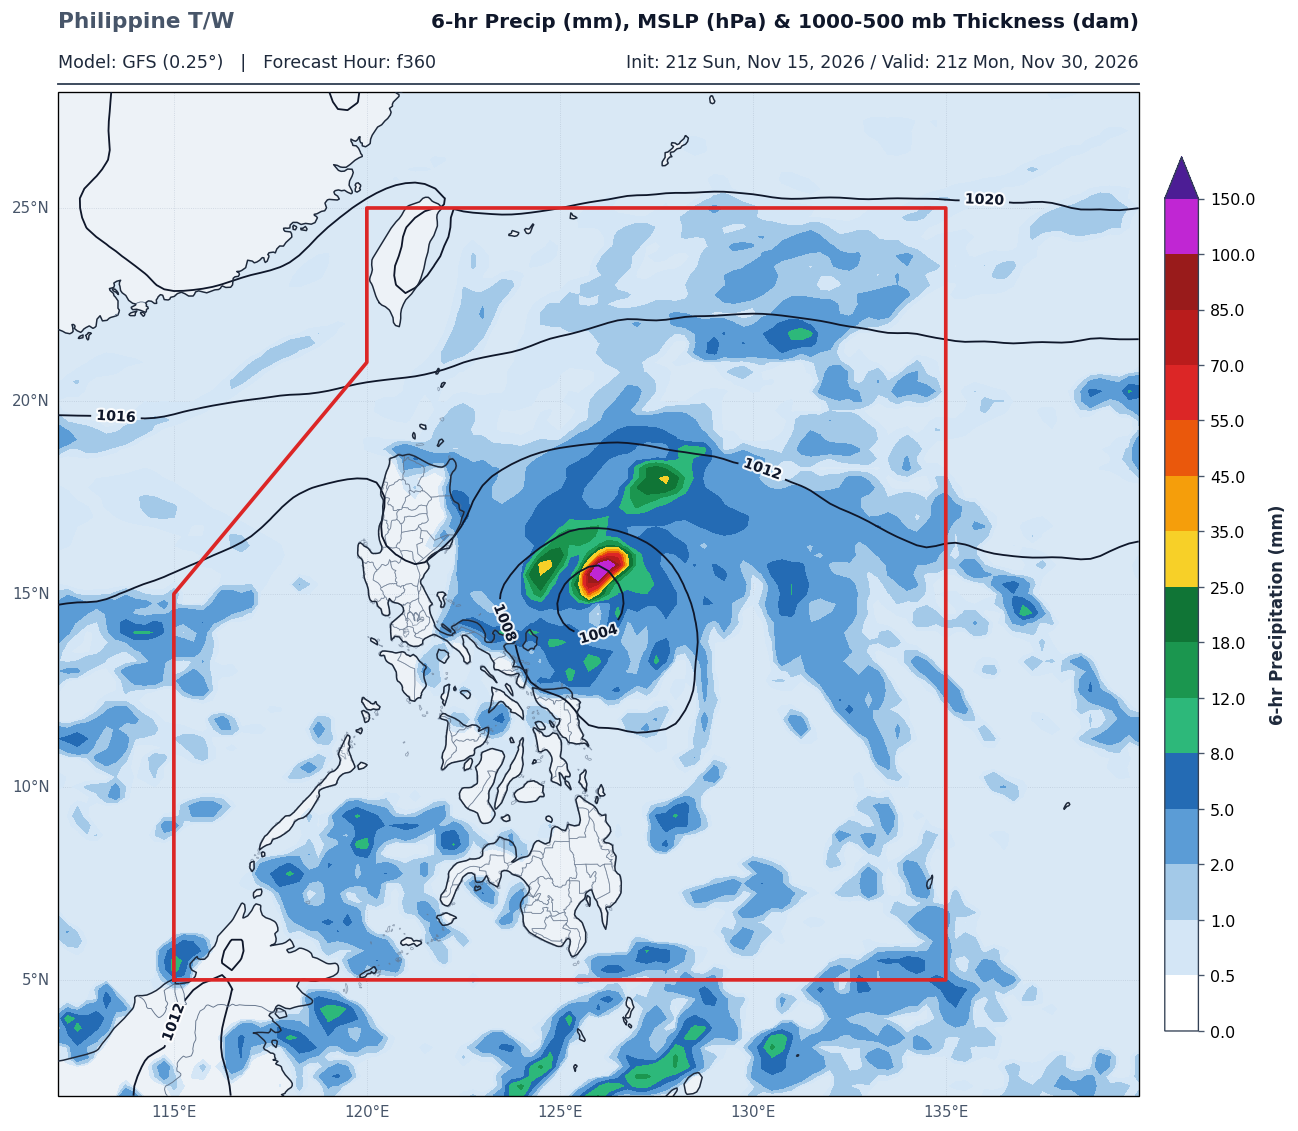 Philippine T/W
6-hr Precip (mm), MSLP (hPa) & 1000-500 mb Thickness (dam)
Model: GFS (0.25°) | Forecast Hour: f360
Init: 21z Sun, Nov 15, 2026 / Valid: 21z Mon, Nov 30, 2026
25°N
20°N
15°N
10°N
5°N
115°E
120°E
125°E
130°E
135°E
1020
1016
1012
1008
1004
1012
150.0
100.0
85.0
70.0
55.0
45.0
35.0
25.0
18.0
12.0
8.0
5.0
2.0
1.0
0.5
0.0
6-hr Precipitation (mm)